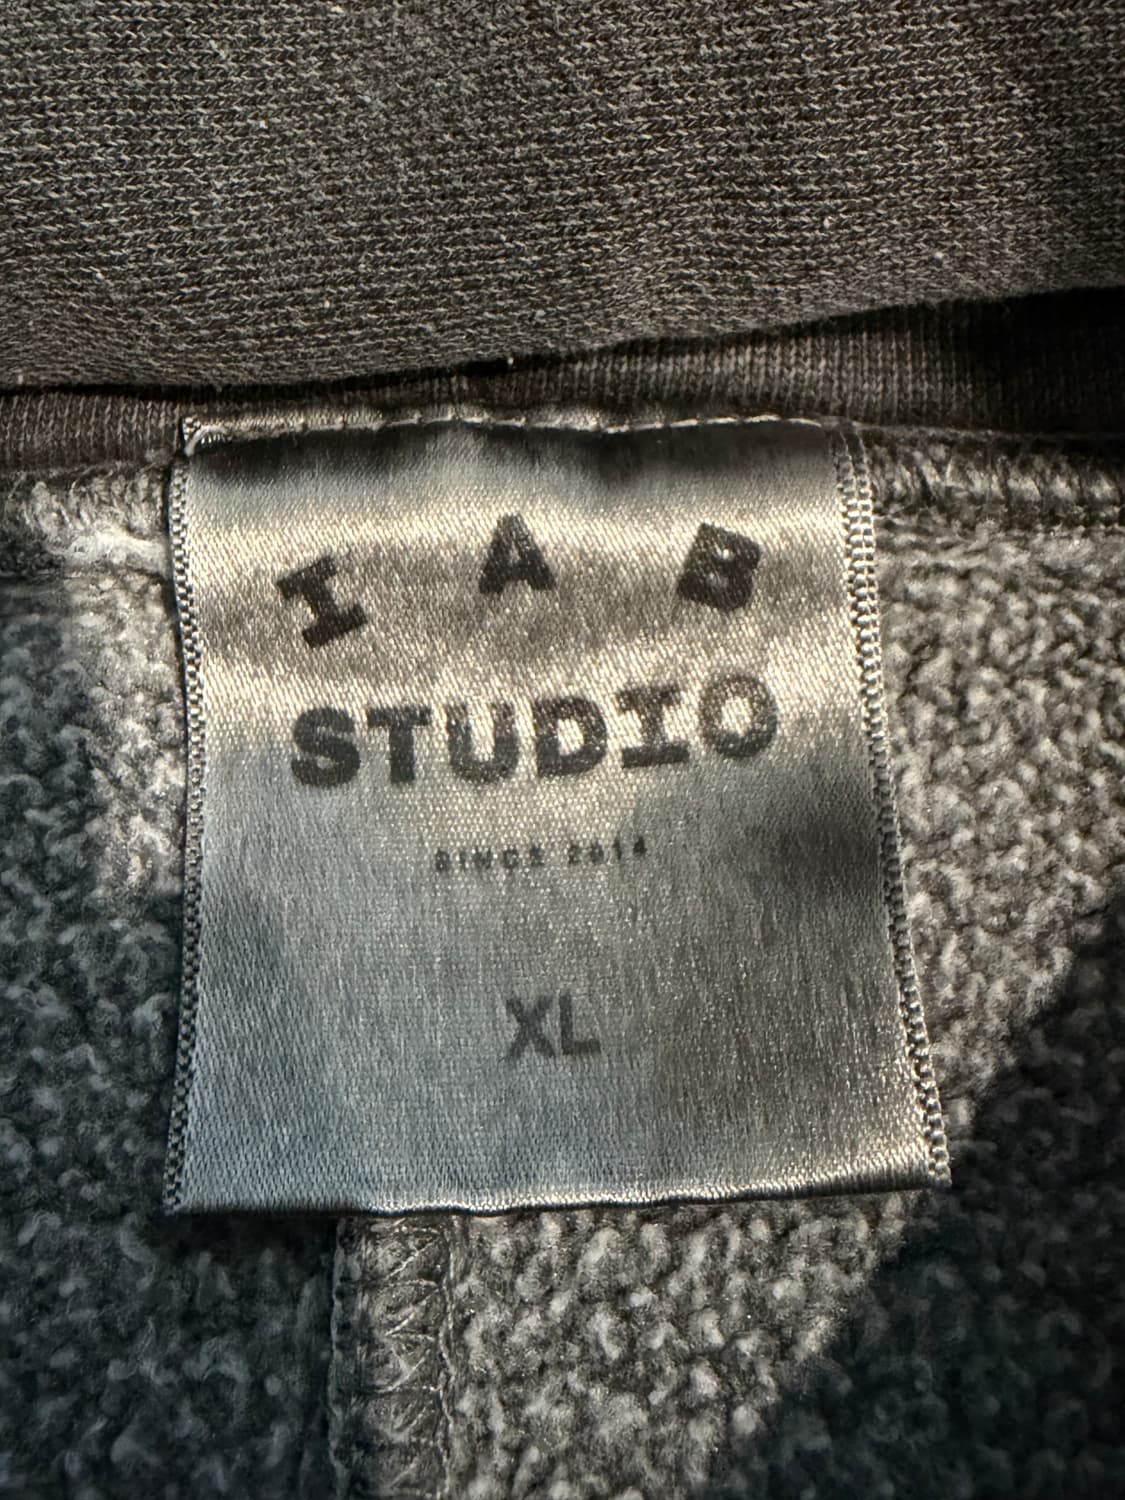 I A B
STUDIO
SINCE 2014
XL